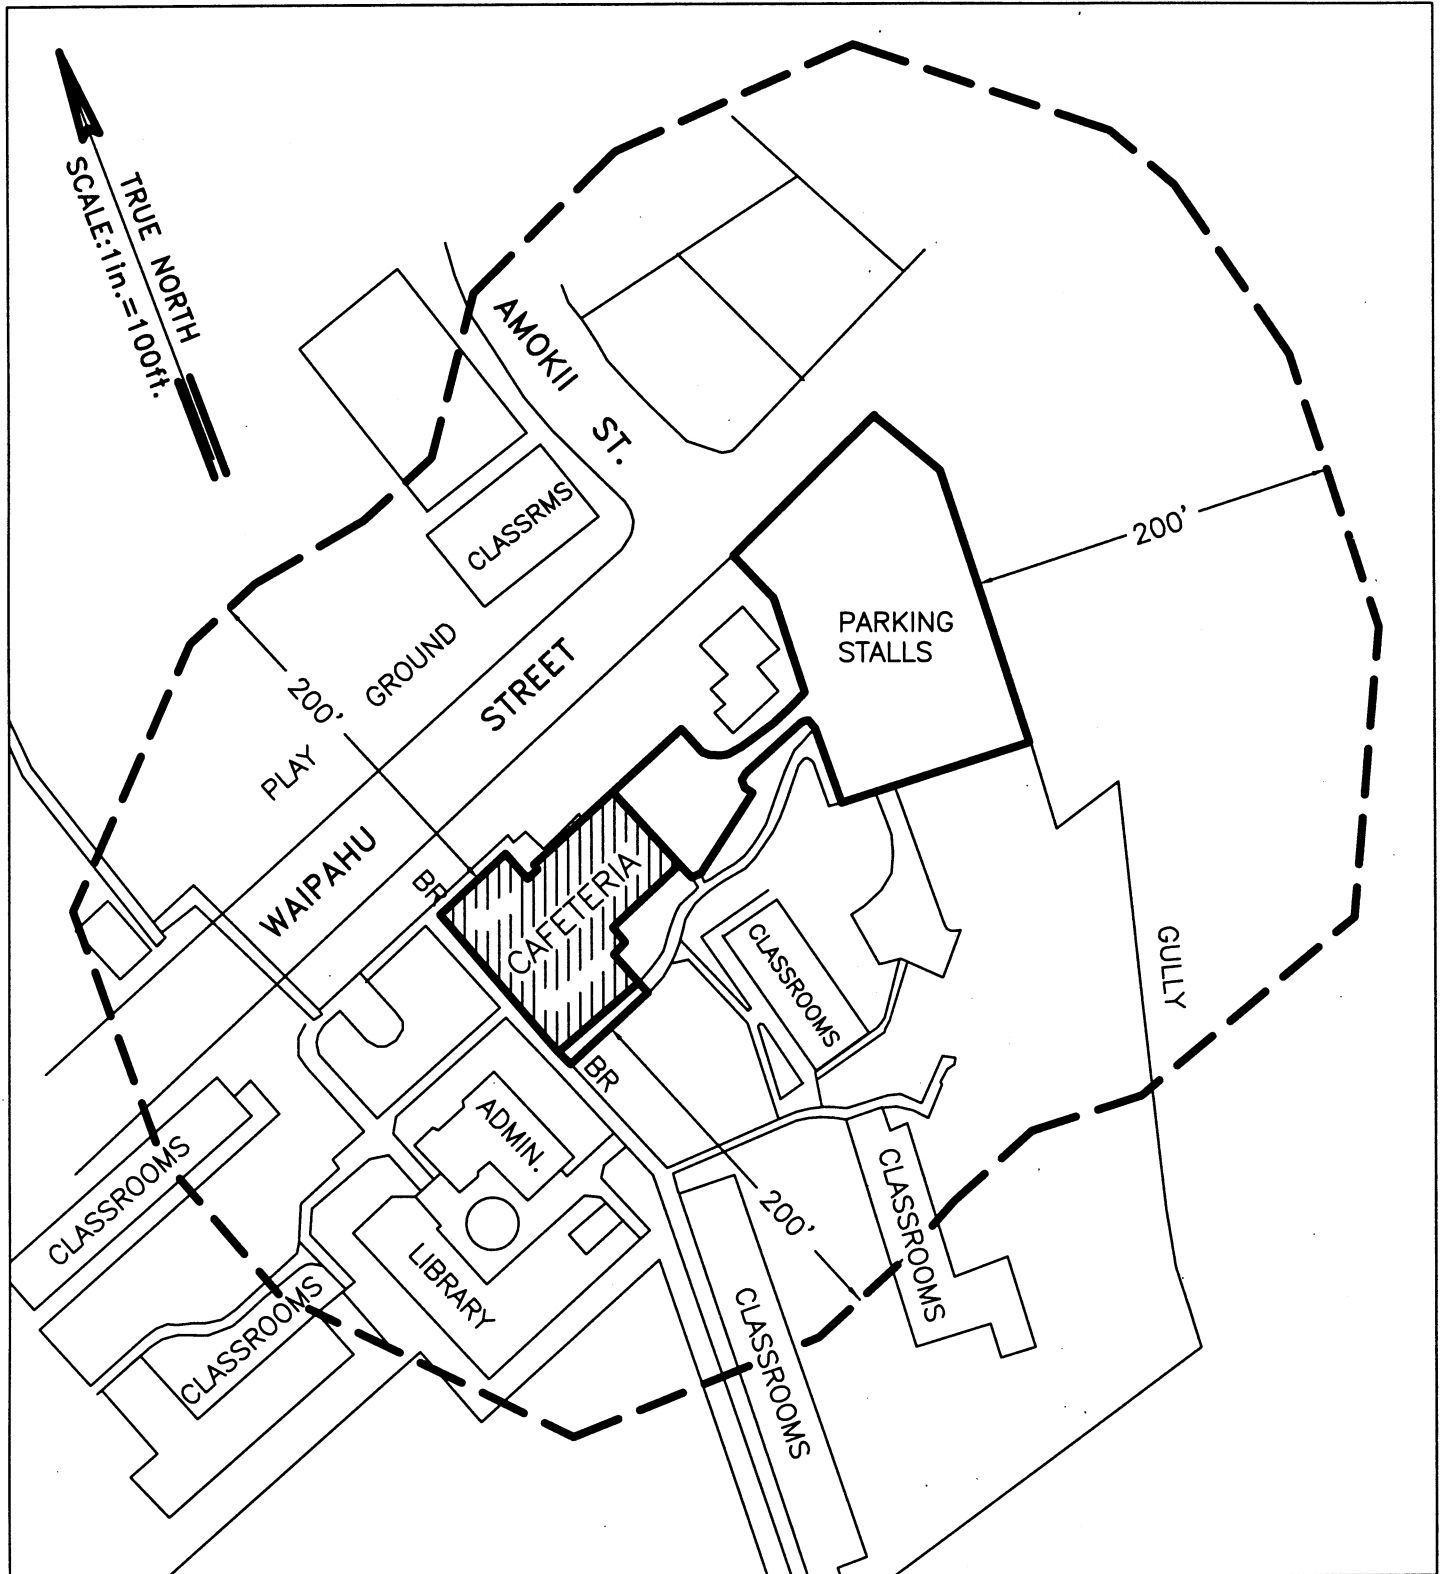 TRUE NORTH
SCALE:1in.=100ft.
AMOKII ST.
CLASSRMS
200'
PARKING
STALLS
PLAY GROUND
200'
WAIPAHU STREET
BR
CAFETERIA
CLASSROOMS
GULLY
BR
ADMIN.
CLASSROOMS
200'
CLASSROOMS
LIBRARY
CLASSROOMS
CLASSROOMS